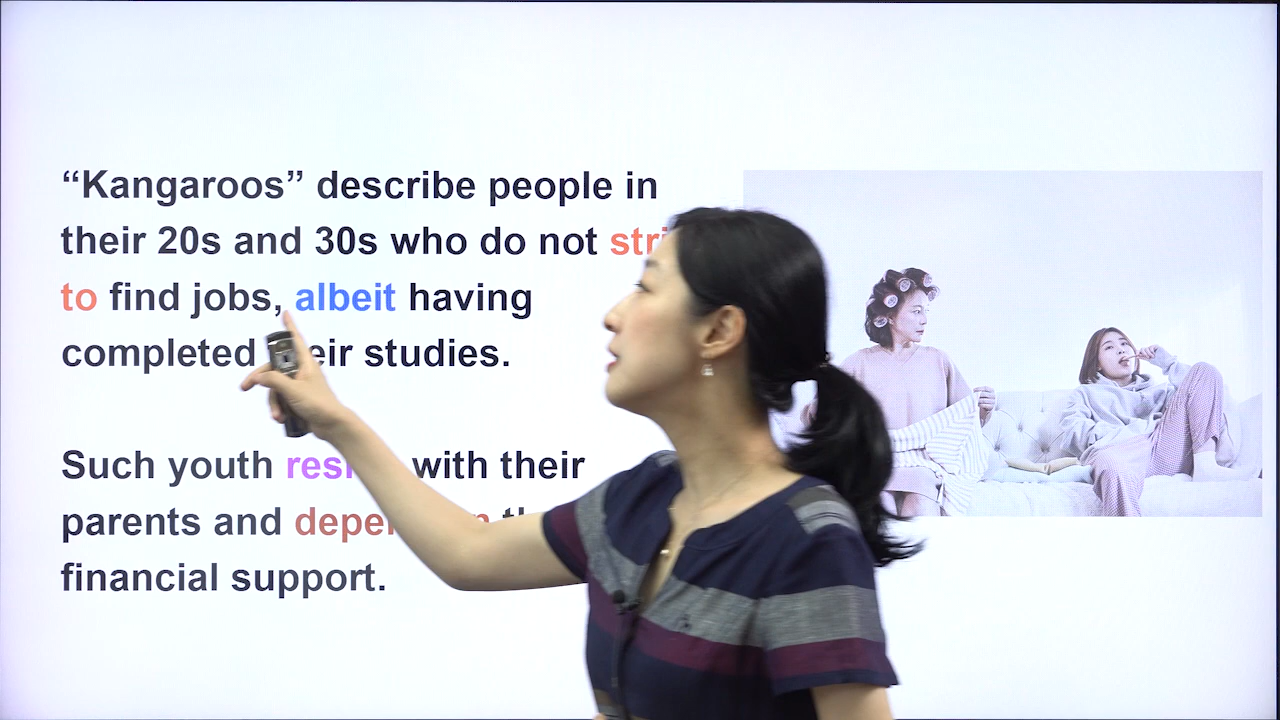 “Kangaroos” describe people in
their 20s and 30s who do not
to find jobs, albeit having
completed their studies.
Such youth with their
parents and
financial support.